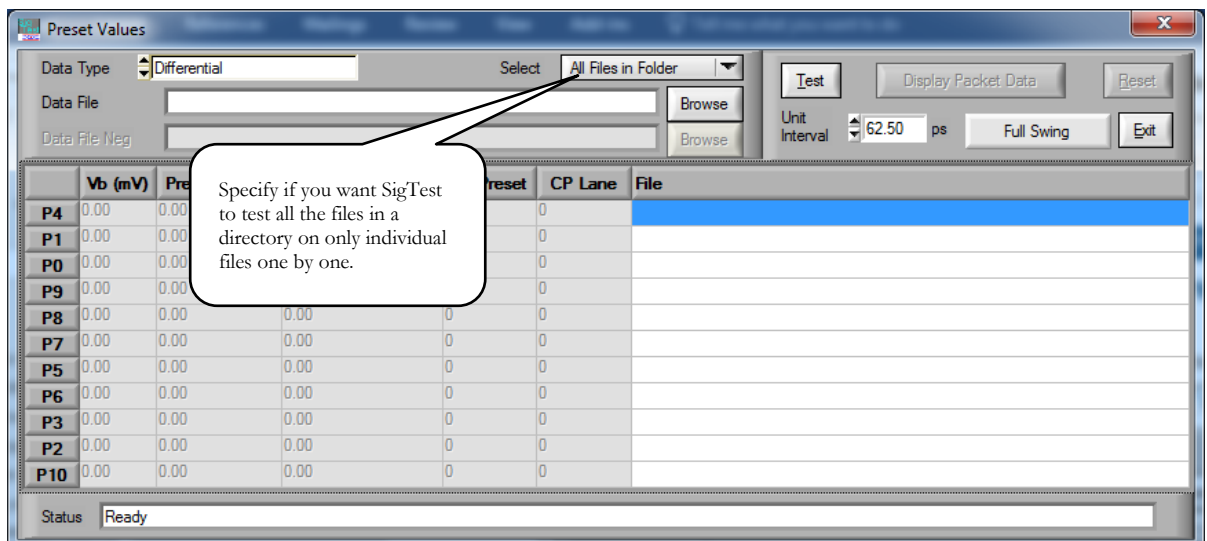 Preset Values
Data Type Differential Select All Files in Folder
Test Display Packet Data Reset
Data File Browse
Unit Interval 62.50 ps Full Swing Exit
Data File Neg Browse
Vb (mV) Pre Preset CP Lane File
Specify if you want SigTest
to test all the files in a
directory on only individual
files one by one.
P4 0.00 0.00 0
P1 0.00 0.00 0
P0 0.00 0.00 0
P9 0.00 0.00 0
P8 0.00 0.00 0.00 0 0
P7 0.00 0.00 0.00 0 0
P5 0.00 0.00 0.00 0 0
P6 0.00 0.00 0.00 0 0
P3 0.00 0.00 0.00 0 0
P2 0.00 0.00 0.00 0 0
P10 0.00 0.00 0.00 0 0
Status Ready